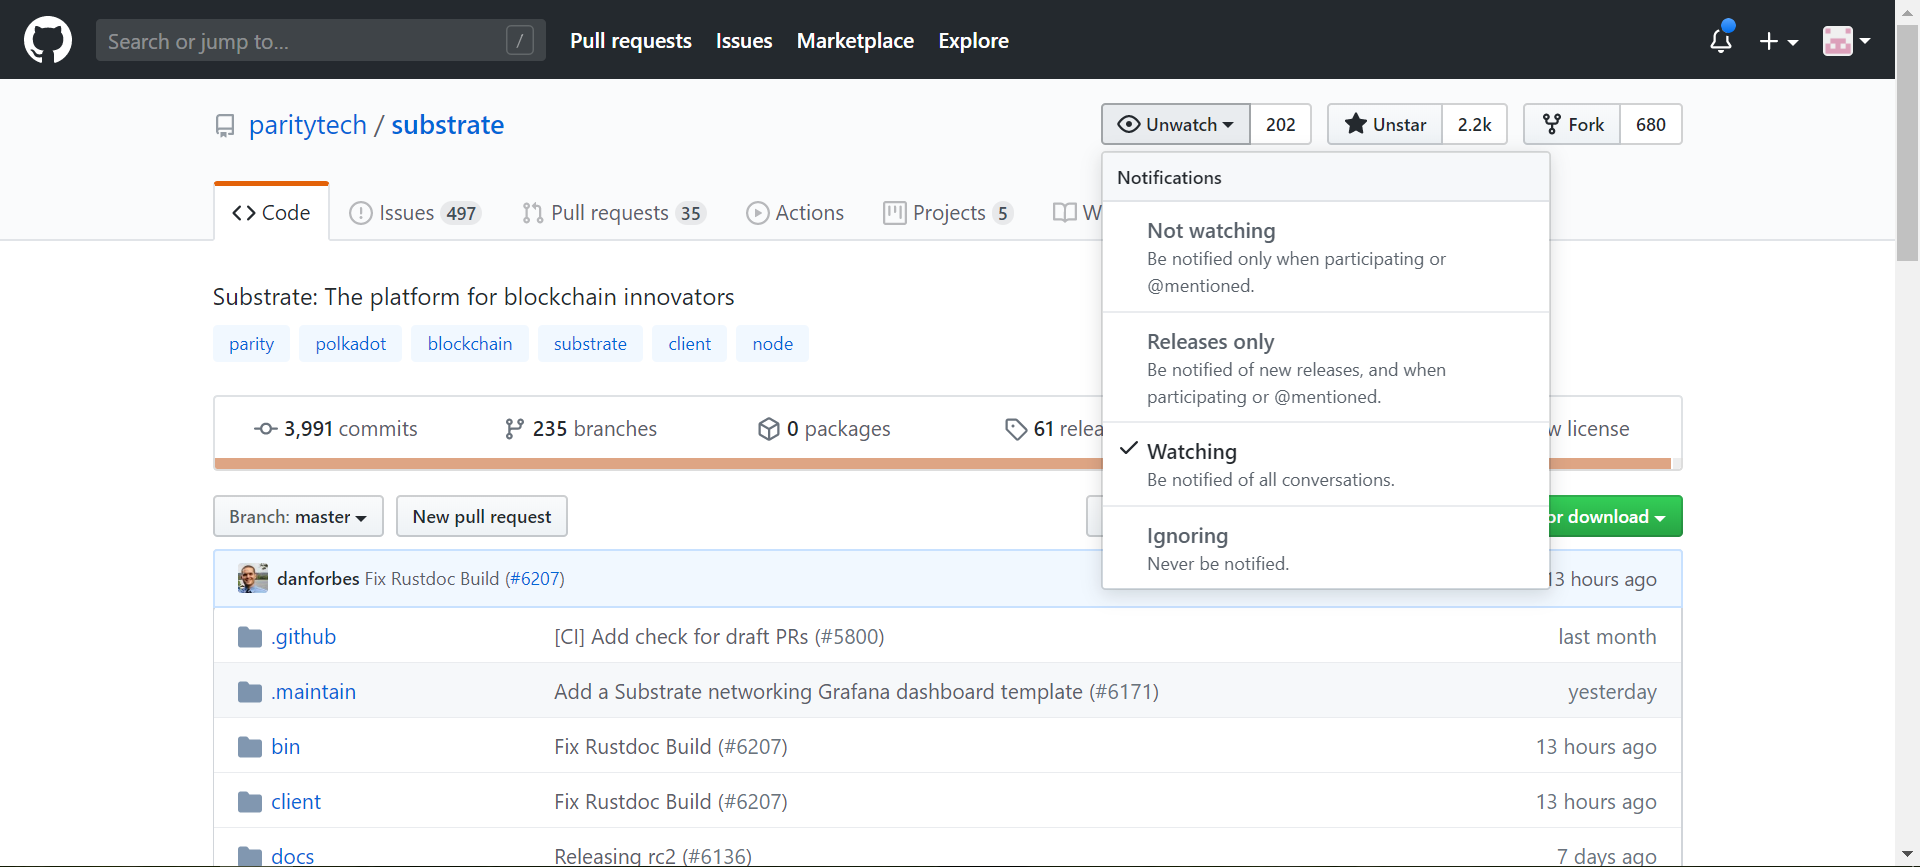 Search or jump to... /
Pull requests Issues Marketplace Explore
paritytech / substrate
Unwatch 202 Unstar 2.2k Fork 680
Code Issues 497 Pull requests 35 Actions Projects 5 W
Notifications
Not watching
Be notified only when participating or
@mentioned.
Releases only
Be notified of new releases, and when
participating or @mentioned.
Watching
Be notified of all conversations.
Ignoring
Never be notified.
Substrate: The platform for blockchain innovators
parity polkadot blockchain substrate client node
3,991 commits 235 branches 0 packages 61 relea w license
Branch: master New pull request or download
danforbes Fix Rustdoc Build (#6207) 13 hours ago
.github [CI] Add check for draft PRs (#5800) last month
.maintain Add a Substrate networking Grafana dashboard template (#6171) yesterday
bin Fix Rustdoc Build (#6207) 13 hours ago
client Fix Rustdoc Build (#6207) 13 hours ago
docs Releasing rc2 (#6136) 7 days ago